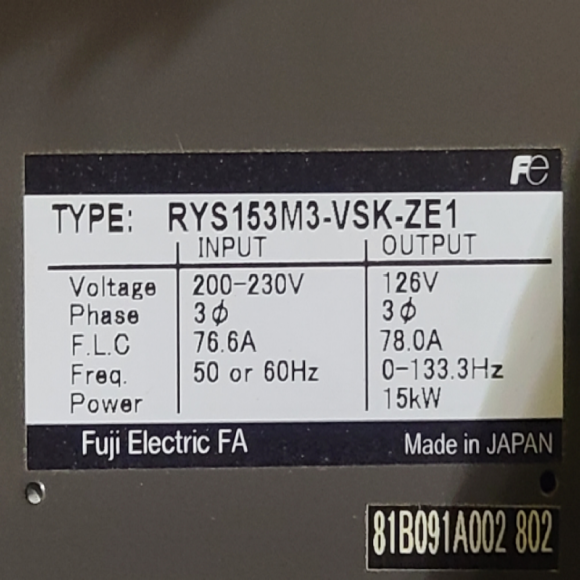 Fe
TYPE: RYS153M3-VSK-ZE1
INPUT OUTPUT
Voltage 200-230V 126V
Phase 3ϕ 3ϕ
F.L.C 76.6A 78.0A
Freq. 50 or 60Hz 0-133.3Hz
Power 15kW
Fuji Electric FA Made in JAPAN
81B091A002 802